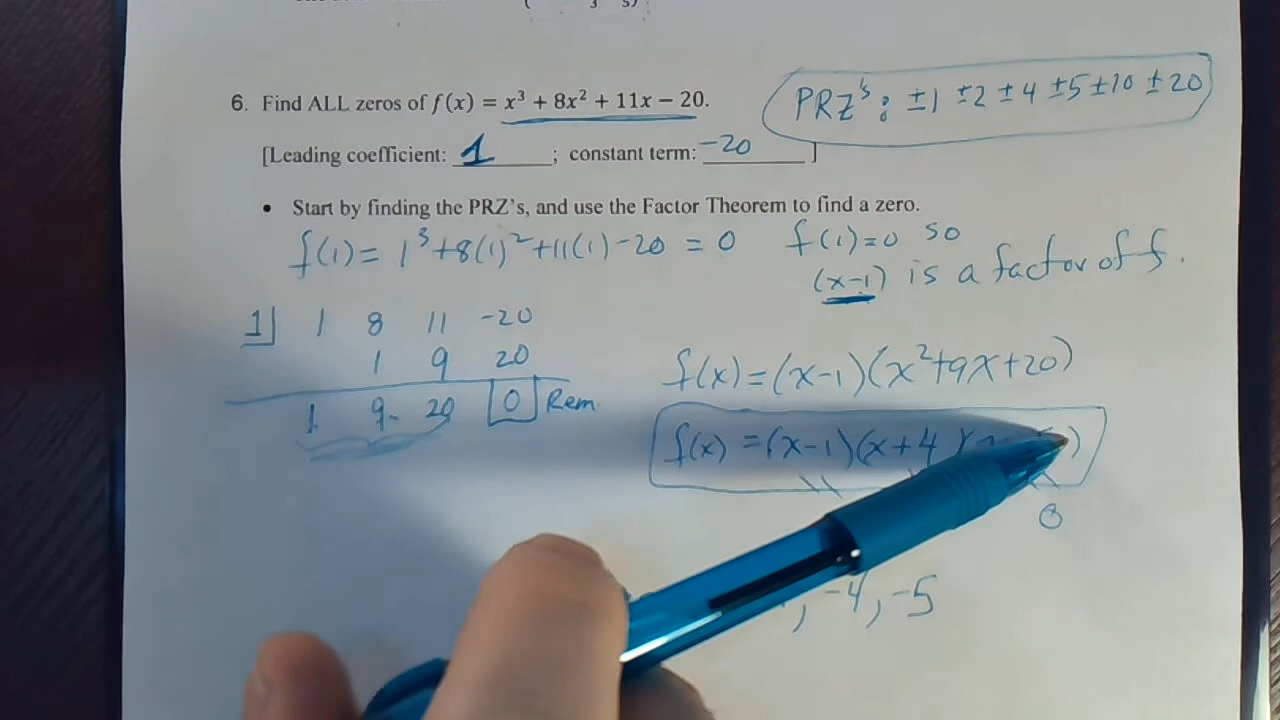 6. Find ALL zeros of f(x) = x³ + 8x² + 11x − 20.
PRZ's: ±1 ±2 ±4 ±5 ±10 ±20
[Leading coefficient: 1; constant term: -20]
• Start by finding the PRZ's, and use the Factor Theorem to find a zero.
f(1) = 1³+8(1)²+11(1)-20 = 0 f(1)=0 so
(x-1) is a factor of f.
1| 1 8 11 -20
1 9 20
1 9 20 0 Rem.
f(x)=(x-1)(x²+9x+20)
f(x) =(x-1)(x+4)( )
0
, -4, -5